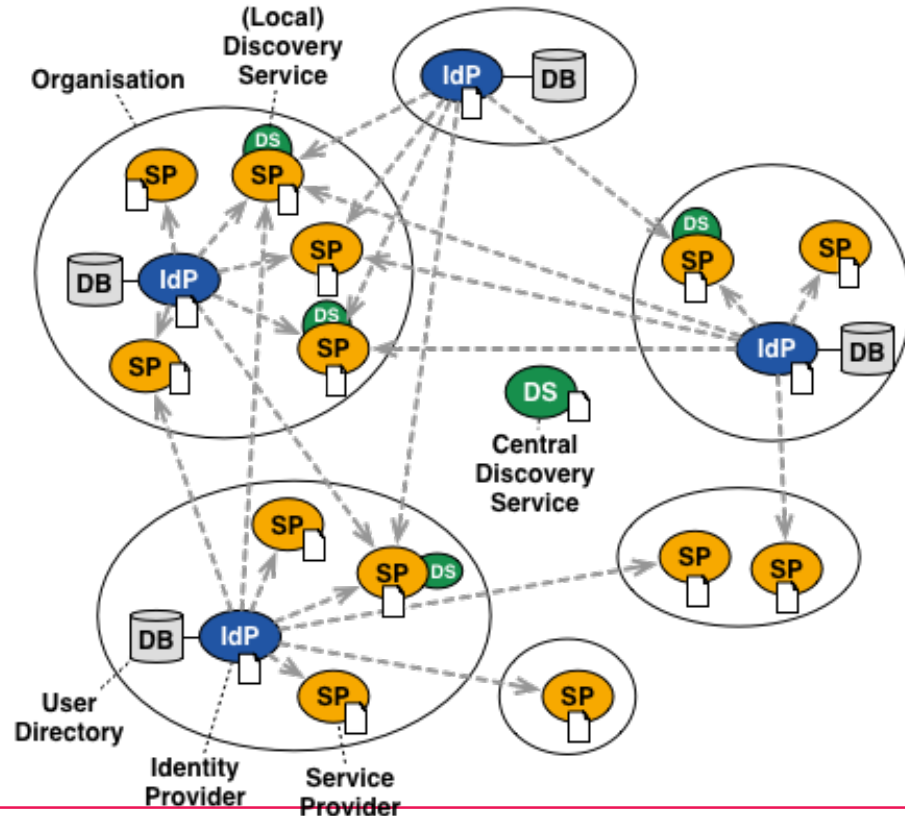 (Local)
Discovery
Service
Organisation
IdP
DB
DS
SP
SP
DS
SP
SP
SP
DB
IdP
DS
SP
SP
IdP
DB
DS
Central
Discovery
Service
SP
SP
DS
SP
SP
DB
IdP
SP
SP
User
Directory
Identity
Provider
Service
Provider